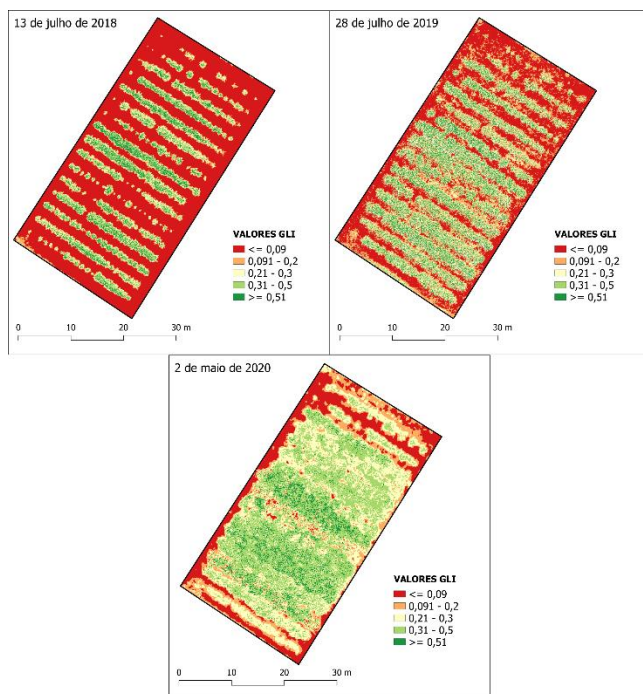 13 de julho de 2018
VALORES GLI
<= 0,09
0,091 - 0,2
0,21 - 0,3
0,31 - 0,5
>= 0,51
0 10 20 30 m
28 de julho de 2019
VALORES GLI
<= 0,09
0,091 - 0,2
0,21 - 0,3
0,31 - 0,5
>= 0,51
0 10 20 30 m
2 de maio de 2020
VALORES GLI
<= 0,09
0,091 - 0,2
0,21 - 0,3
0,31 - 0,5
>= 0,51
0 10 20 30 m